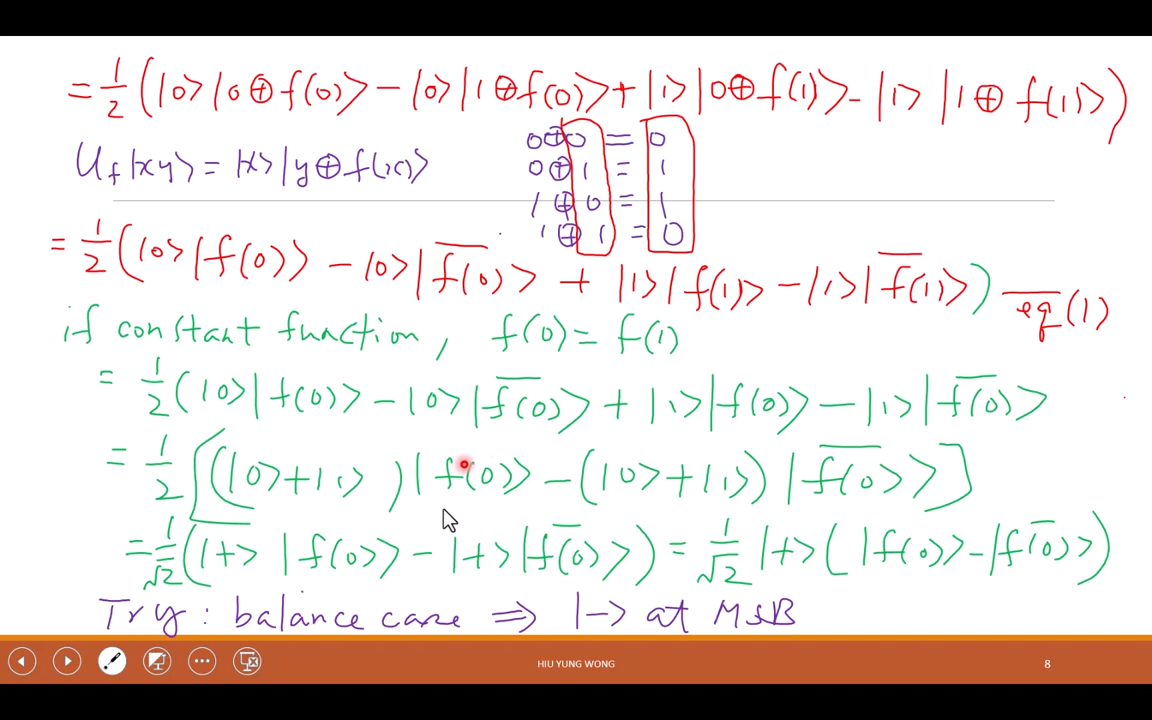 = 1/2 (|0>|0⊕f(0)> − |0>|1⊕f(0)> + |1>|0⊕f(1)> − |1>|1⊕f(1)>)
U_f|xy> = |x>|y⊕f(x)>
0⊕0 = 0
0⊕1 = 1
1⊕0 = 1
1⊕1 = 0
= 1/2 (|0>|f(0)> − |0>|f̅(̅0̅)̅> + |1>|f(1)> − |1>|f̅(̅1̅)̅>) eq(1)
if constant function, f(0) = f(1)
= 1/2 (|0>|f(0)> − |0>|f̅(̅0̅)̅> + |1>|f(0)> − |1>|f̅(̅0̅)̅>
= 1/2 [(|0>+|1>)|f(0)> − (|0>+|1>)|f̅(̅0̅)̅>]
= 1/√2 (|+>|f(0)> − |+>|f̅(̅0̅)̅>) = 1/√2 |+>(|f(0)> − |f̅(̅0̅)̅>)
Try: balance case ⇒ |−> at MSB
HIU YUNG WONG
8